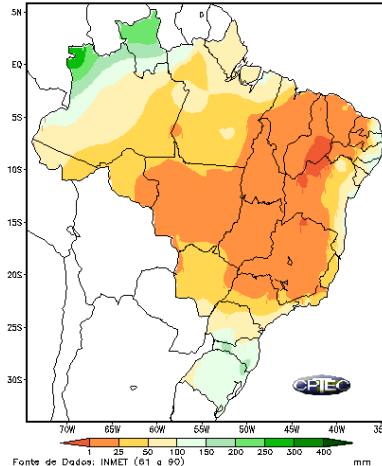 5N
EQ
5S
10S
15S
20S
25S
30S
70W 65W 60W 55W 50W 45W 40W 35W
CPTEC
1 25 50 100 150 200 250 300 400 mm
Fonte de Dados: INMET (61 a 90)